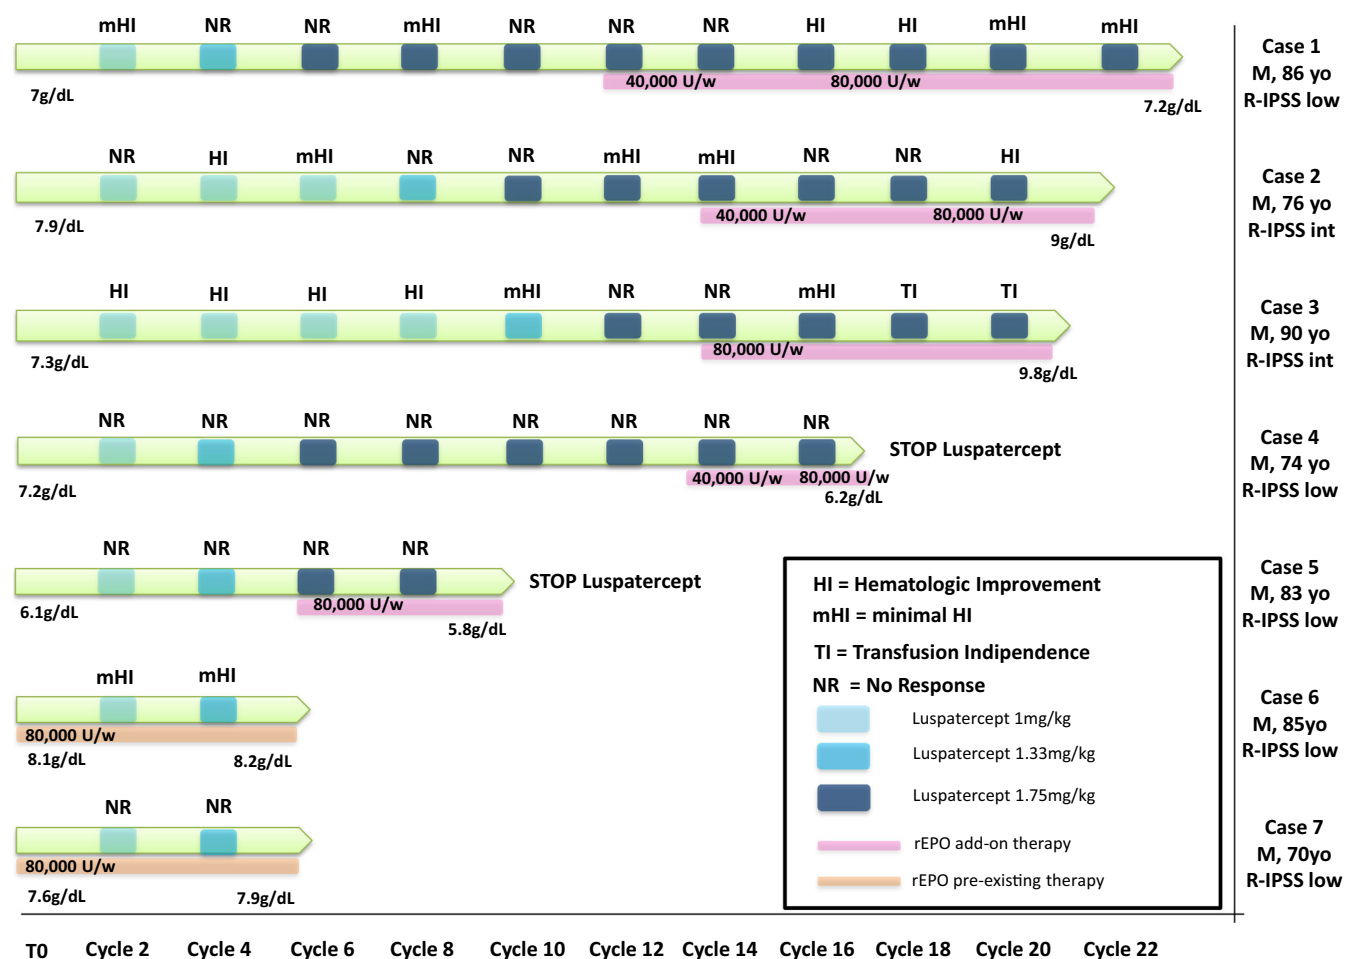 mHI NR NR mHI NR NR NR HI HI mHI mHI
40,000 U/w 80,000 U/w
7g/dL
7.2g/dL
Case 1
M, 86 yo
R-IPSS low
NR HI mHI NR NR mHI mHI NR NR HI
40,000 U/w 80,000 U/w
7.9/dL
9g/dL
Case 2
M, 76 yo
R-IPSS int
HI HI HI HI mHI NR NR mHI TI TI
80,000 U/w
7.3g/dL
9.8g/dL
Case 3
M, 90 yo
R-IPSS int
NR NR NR NR NR NR NR NR
STOP Luspatercept
40,000 U/w 80,000 U/w
7.2g/dL
6.2g/dL
Case 4
M, 74 yo
R-IPSS low
NR NR NR NR
STOP Luspatercept
80,000 U/w
6.1g/dL
5.8g/dL
Case 5
M, 83 yo
R-IPSS low
mHI mHI
80,000 U/w
8.1g/dL
8.2g/dL
Case 6
M, 85yo
R-IPSS low
NR NR
80,000 U/w
7.6g/dL
7.9g/dL
Case 7
M, 70yo
R-IPSS low
HI = Hematologic Improvement
mHI = minimal HI
TI = Transfusion Indipendence
NR = No Response
Luspatercept 1mg/kg
Luspatercept 1.33mg/kg
Luspatercept 1.75mg/kg
rEPO add-on therapy
rEPO pre-existing therapy
T0 Cycle 2 Cycle 4 Cycle 6 Cycle 8 Cycle 10 Cycle 12 Cycle 14 Cycle 16 Cycle 18 Cycle 20 Cycle 22